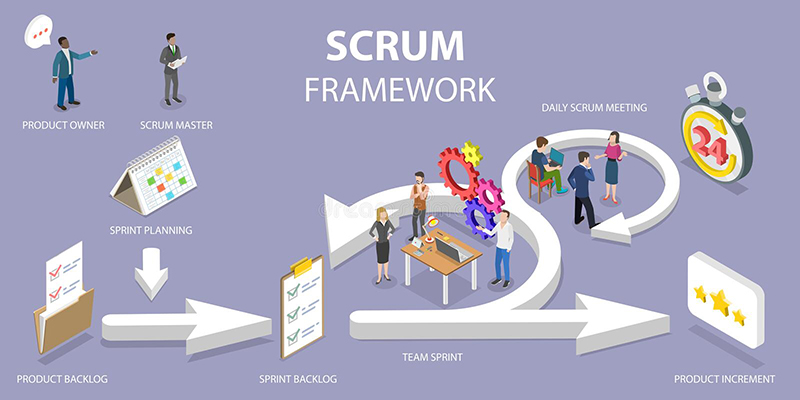 SCRUM
FRAMEWORK
PRODUCT OWNER
SCRUM MASTER
DAILY SCRUM MEETING
24
SPRINT PLANNING
TEAM SPRINT
PRODUCT BACKLOG
SPRINT BACKLOG
PRODUCT INCREMENT